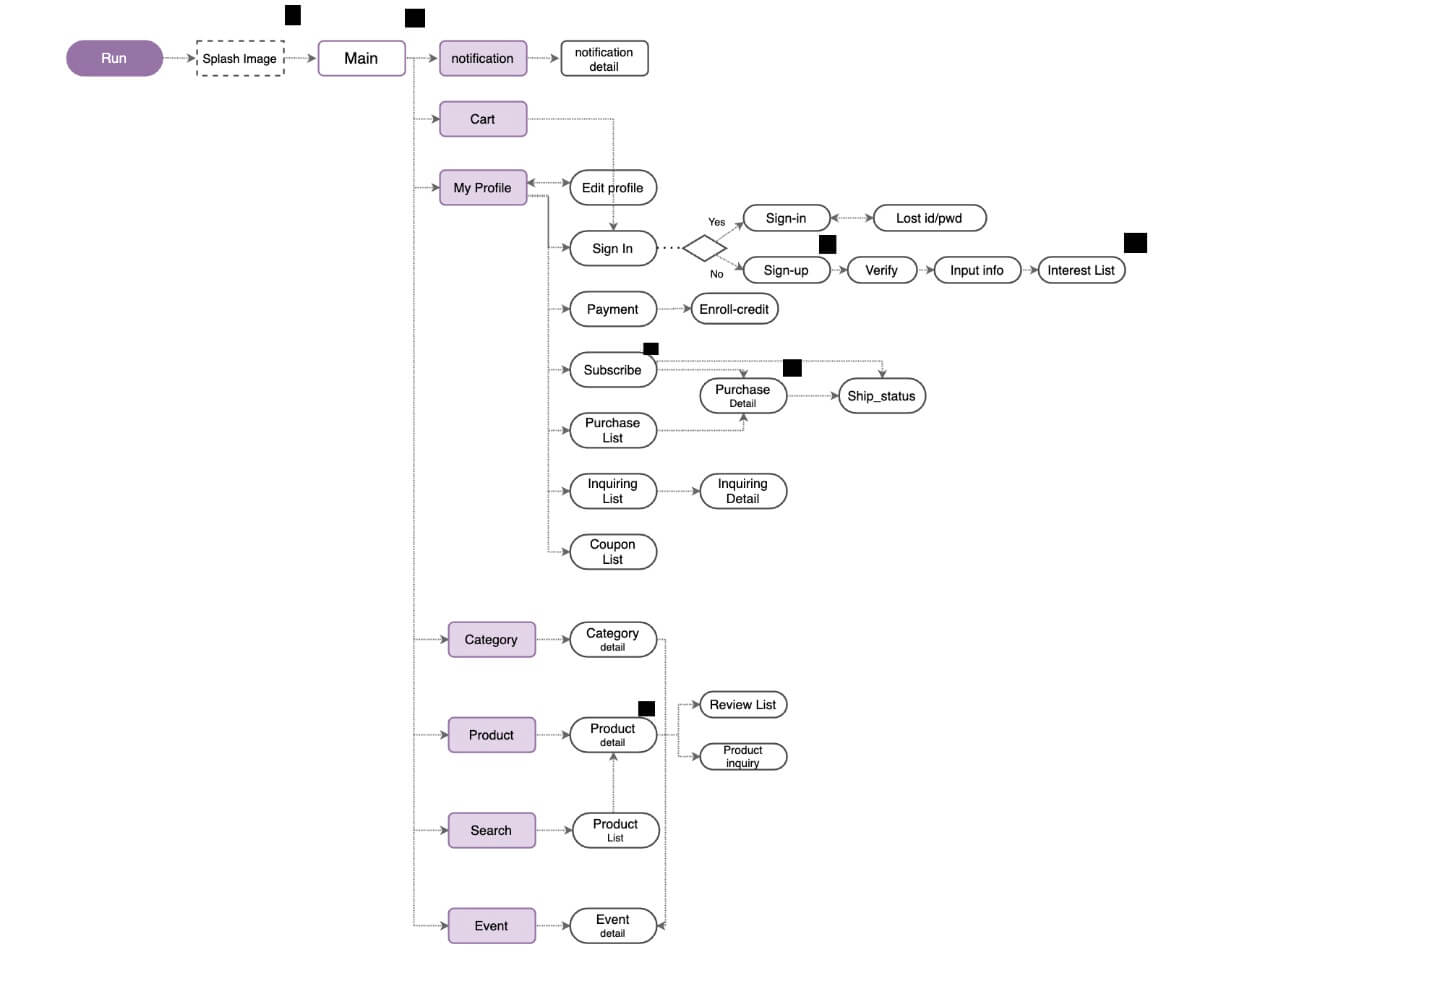 Run
Splash Image
Main
notification
notification
detail
Cart
My Profile
Edit profile
Sign In
Yes
No
Sign-in
Lost id/pwd
Sign-up
Verify
Input info
Interest List
Payment
Enroll-credit
Subscribe
Purchase
Detail
Ship_status
Purchase
List
Inquiring
List
Inquiring
Detail
Coupon
List
Category
Category
detail
Review List
Product
Product
detail
Product
inquiry
Search
Product
List
Event
Event
detail